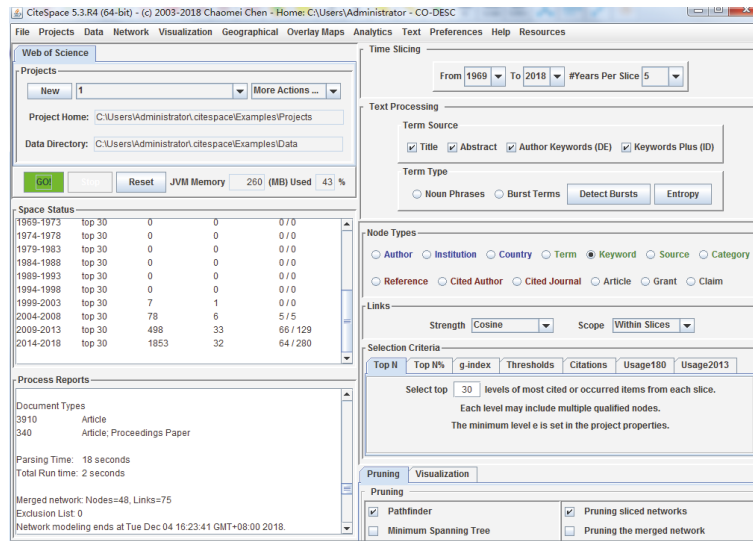 CiteSpace 5.3.R4 (64-bit) - (c) 2003-2018 Chaomei Chen - Home: C:\Users\Administrator - CO-DESC
File Projects Data Network Visualization Geographical Overlay Maps Analytics Text Preferences Help Resources
Web of Science
Projects
New 1 More Actions ...
Project Home: C:\Users\Administrator\.citespace\Examples\Projects
Data Directory: C:\Users\Administrator\.citespace\Examples\Data
GO! Stop Reset JVM Memory 260 (MB) Used 43 %
Space Status
1969-1973 top 30 0 0 0 / 0
1974-1978 top 30 0 0 0 / 0
1979-1983 top 30 0 0 0 / 0
1984-1988 top 30 0 0 0 / 0
1989-1993 top 30 0 0 0 / 0
1994-1998 top 30 0 0 0 / 0
1999-2003 top 30 7 1 0 / 0
2004-2008 top 30 78 6 5 / 5
2009-2013 top 30 498 33 66 / 129
2014-2018 top 30 1853 32 64 / 280
Process Reports
Document Types
3910 Article
340 Article; Proceedings Paper
Parsing Time: 18 seconds
Total Run time: 2 seconds
Merged network: Nodes=48, Links=75
Exclusion List: 0
Network modeling ends at Tue Dec 04 16:23:41 GMT+08:00 2018.
Time Slicing
From 1969 To 2018 #Years Per Slice 5
Text Processing
Term Source
Title Abstract Author Keywords (DE) Keywords Plus (ID)
Term Type
Noun Phrases Burst Terms Detect Bursts Entropy
Node Types
Author Institution Country Term Keyword Source Category
Reference Cited Author Cited Journal Article Grant Claim
Links
Strength Cosine Scope Within Slices
Selection Criteria
Top N Top N% g-index Thresholds Citations Usage180 Usage2013
Select top 30 levels of most cited or occurred items from each slice.
Each level may include multiple qualified nodes.
The minimum level e is set in the project properties.
Pruning Visualization
Pruning
Pathfinder Pruning sliced networks
Minimum Spanning Tree Pruning the merged network